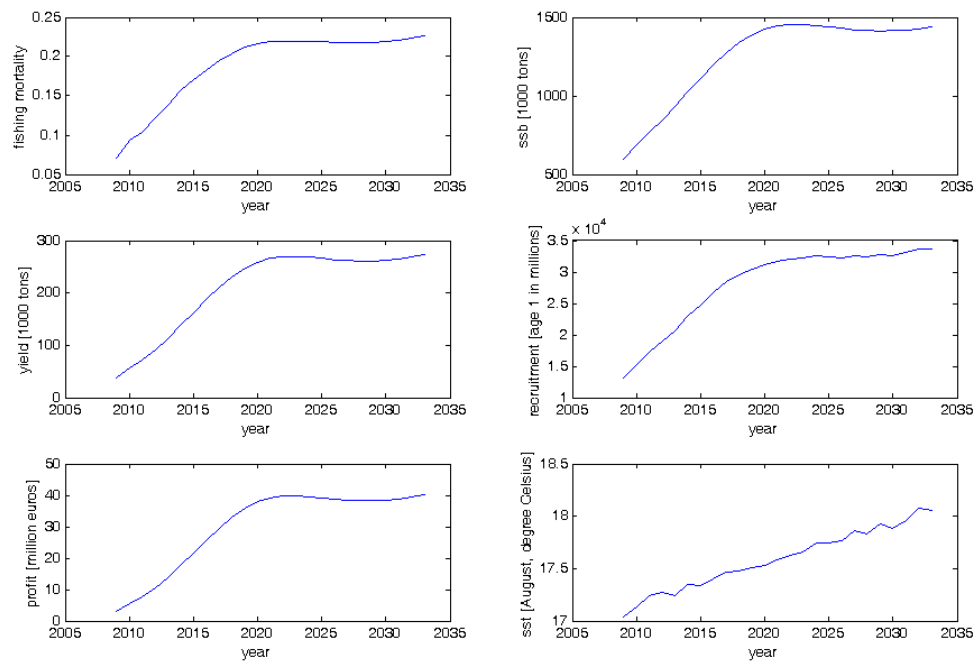 0.25
0.2
0.15
0.1
0.05
fishing mortality
2005 2010 2015 2020 2025 2030 2035
year
1500
1000
500
ssb [1000 tons]
2005 2010 2015 2020 2025 2030 2035
year
300
200
100
0
yield [1000 tons]
2005 2010 2015 2020 2025 2030 2035
year
x 10^4
3.5
3
2.5
2
1.5
1
recruitment [age 1 in millions]
2005 2010 2015 2020 2025 2030 2035
year
50
40
30
20
10
0
profit [million euros]
2005 2010 2015 2020 2025 2030 2035
year
18.5
18
17.5
17
sst [August, degree Celsius]
2005 2010 2015 2020 2025 2030 2035
year